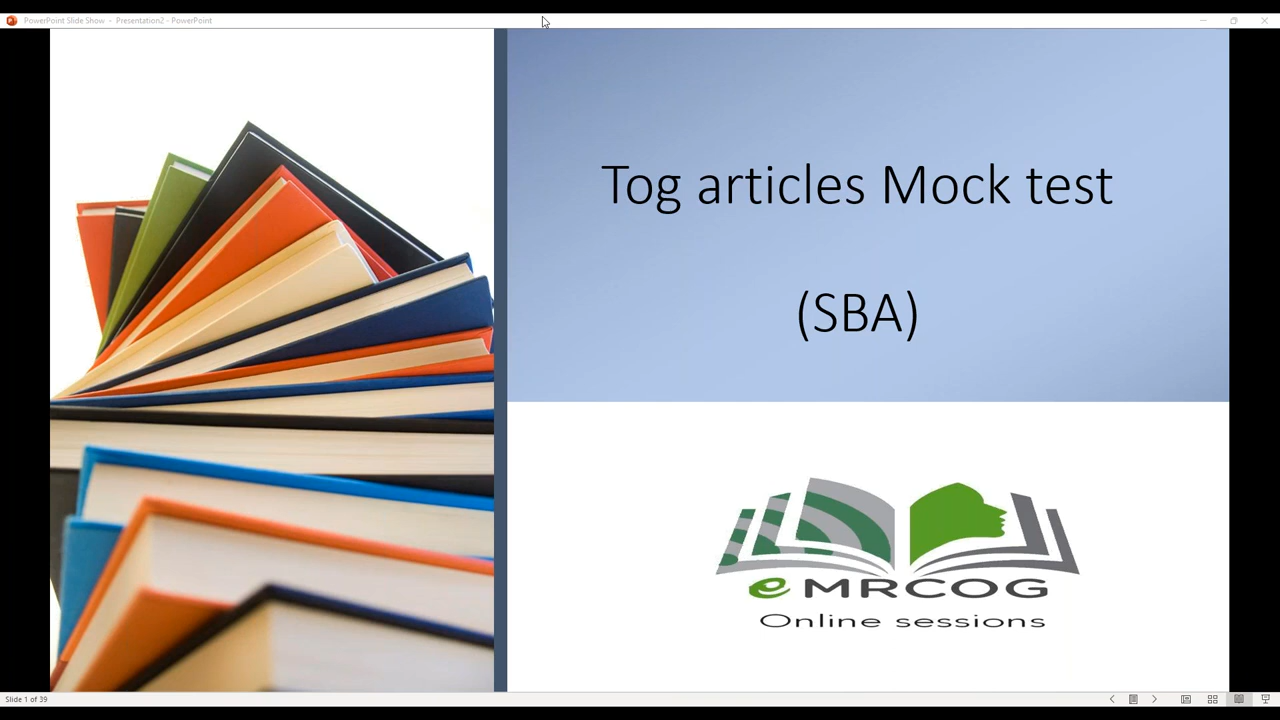 PowerPoint Slide Show - Presentation2 - PowerPoint
Tog articles Mock test
(SBA)
eMRCOG
Online sessions
Slide 1 of 39